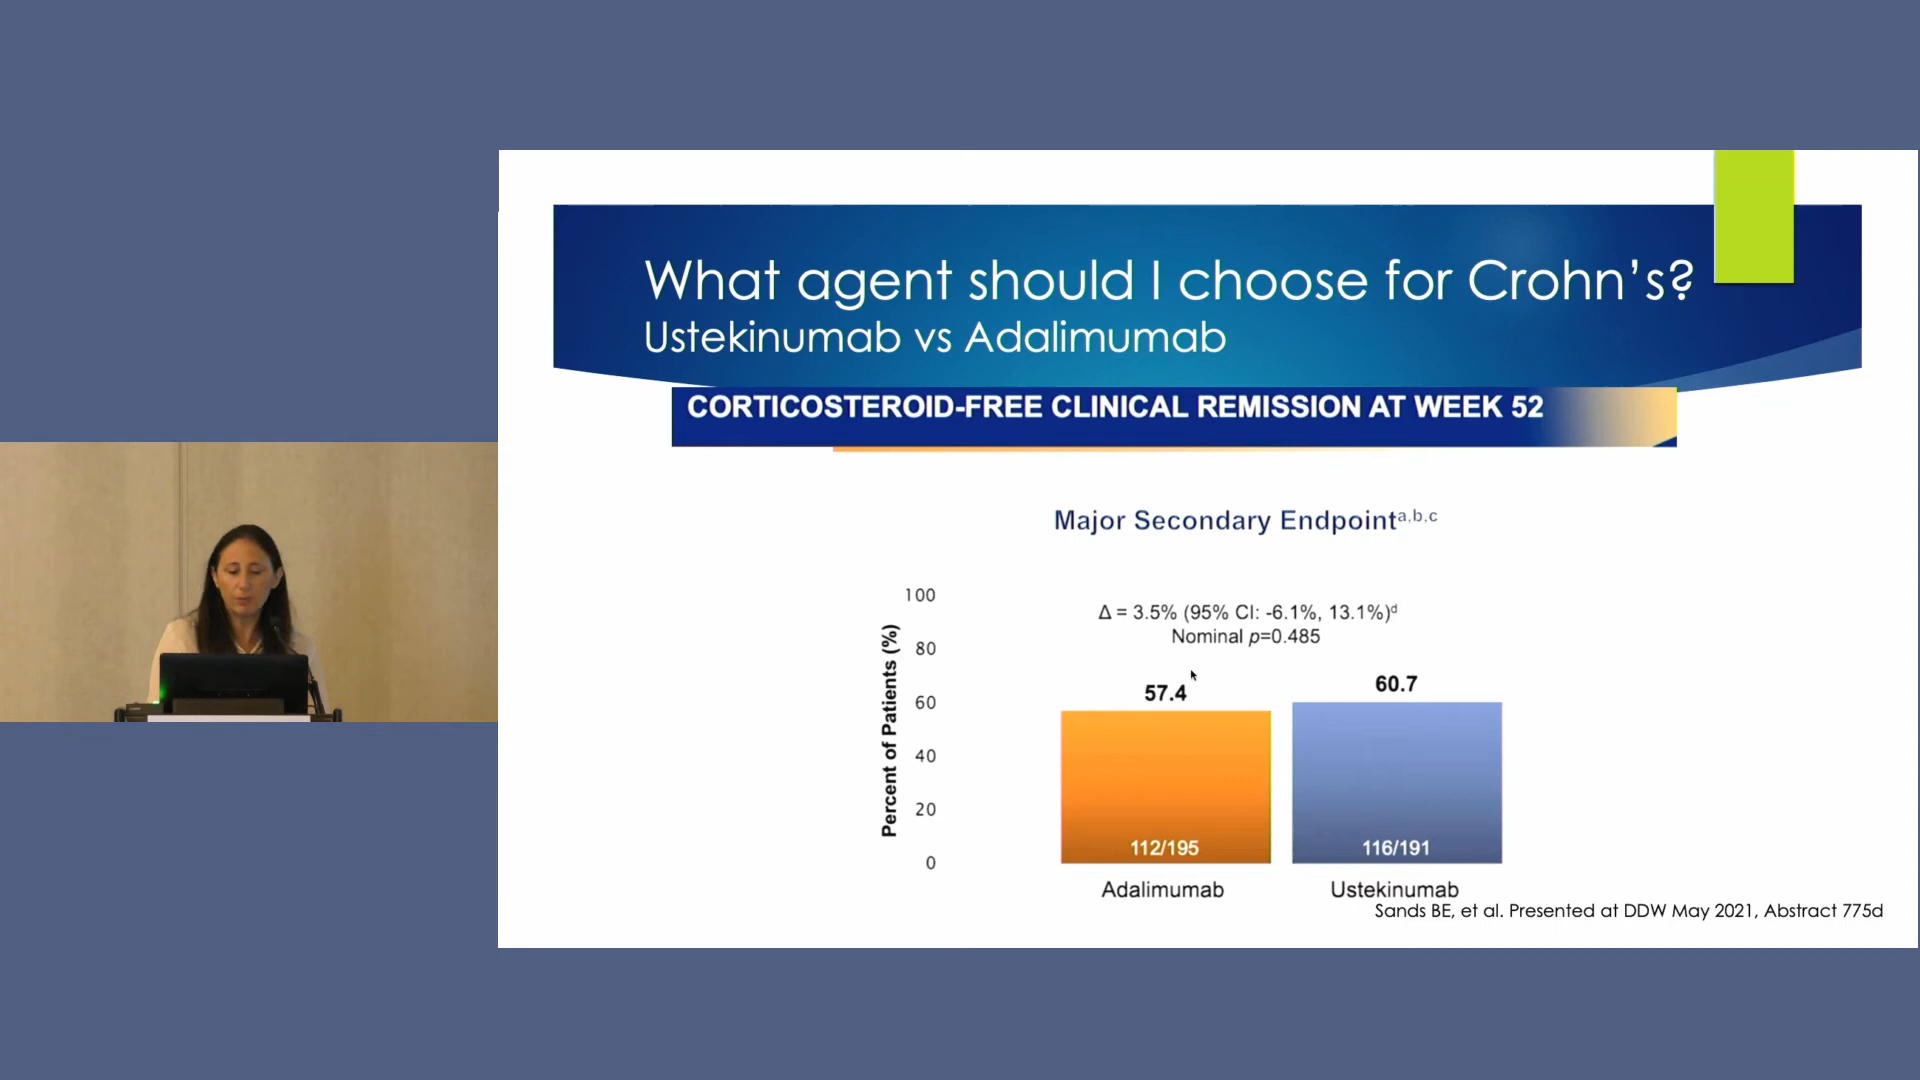 What agent should I choose for Crohn's?
Ustekinumab vs Adalimumab
CORTICOSTEROID-FREE CLINICAL REMISSION AT WEEK 52
Major Secondary Endpointa,b,c
Δ = 3.5% (95% CI: -6.1%, 13.1%)d
Nominal p=0.485
Percent of Patients (%)
100
80
60
40
20
0
57.4
60.7
112/195
116/191
Adalimumab
Ustekinumab
Sands BE, et al. Presented at DDW May 2021, Abstract 775d